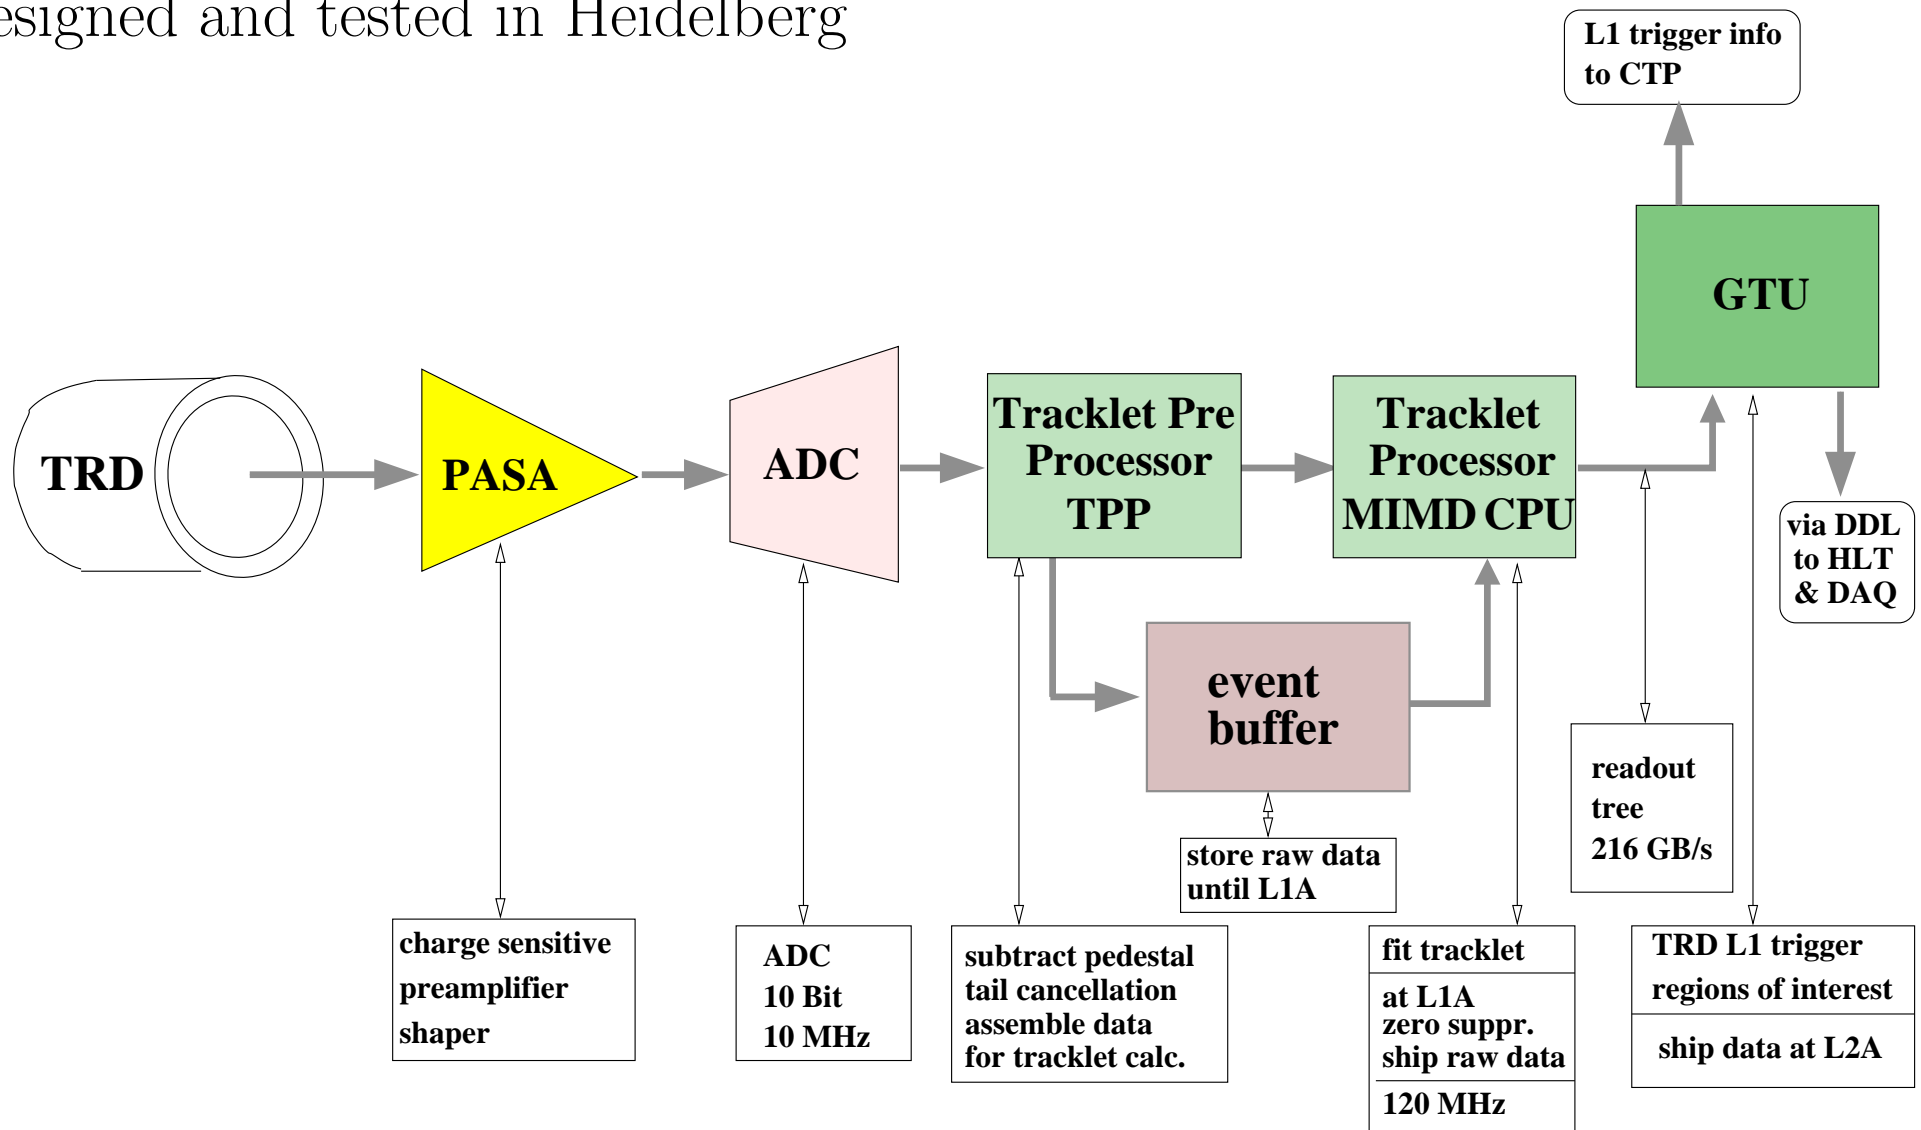 esigned and tested in Heidelberg
L1 trigger info
to CTP
GTU
TRD
PASA
ADC
Tracklet Pre
Processor
TPP
Tracklet
Processor
MIMD CPU
via DDL
to HLT
& DAQ
event
buffer
readout
tree
216 GB/s
store raw data
until L1A
charge sensitive
preamplifier
shaper
ADC
10 Bit
10 MHz
subtract pedestal
tail cancellation
assemble data
for tracklet calc.
fit tracklet
at L1A
zero suppr.
ship raw data
120 MHz
TRD L1 trigger
regions of interest
ship data at L2A